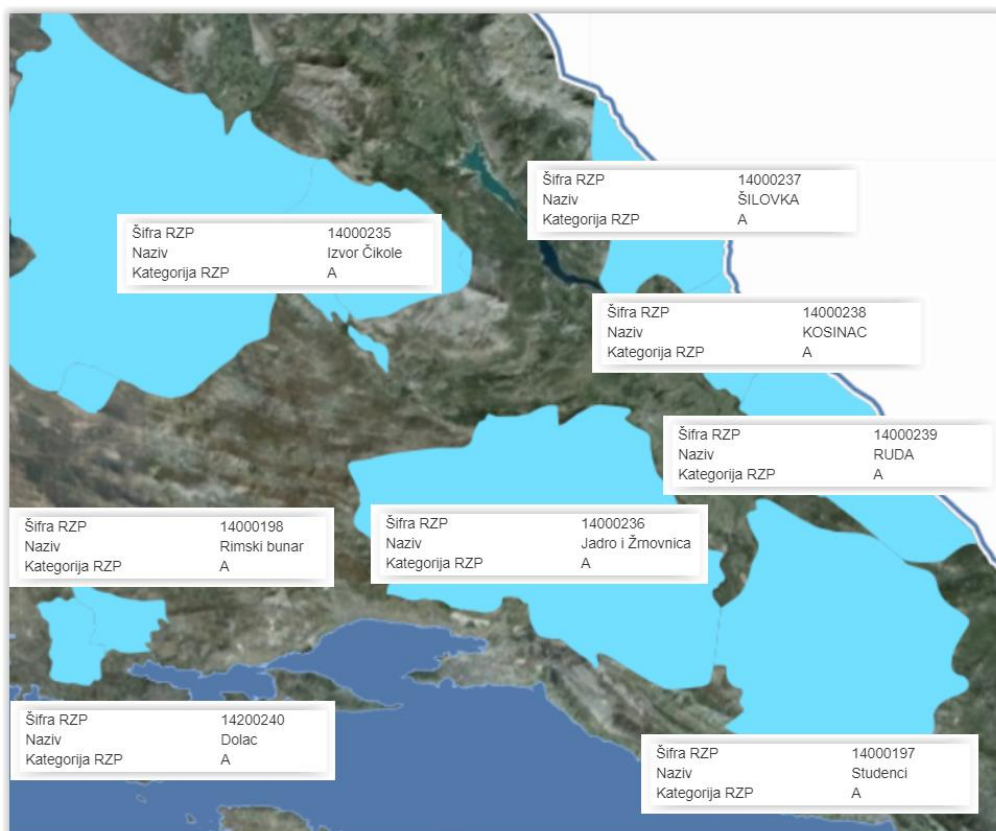 Šifra RZP 14000237
Naziv ŠILOVKA
Kategorija RZP A
Šifra RZP 14000235
Naziv Izvor Čikole
Kategorija RZP A
Šifra RZP 14000238
Naziv KOSINAC
Kategorija RZP A
Šifra RZP 14000239
Naziv RUDA
Kategorija RZP A
Šifra RZP 14000198
Naziv Rimski bunar
Kategorija RZP A
Šifra RZP 14000236
Naziv Jadro i Žrnovnica
Kategorija RZP A
Šifra RZP 14200240
Naziv Dolac
Kategorija RZP A
Šifra RZP 14000197
Naziv Studenci
Kategorija RZP A